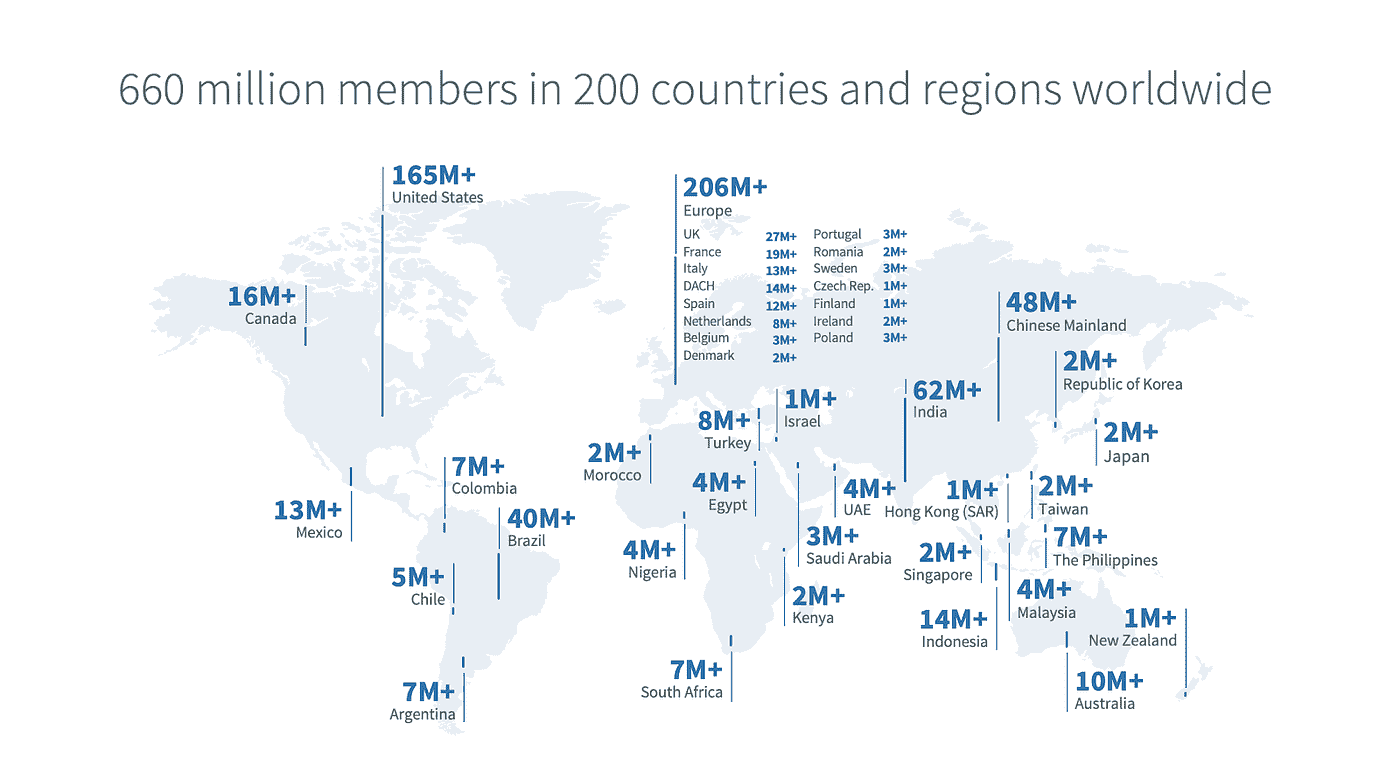 660 million members in 200 countries and regions worldwide
165M+
United States
206M+
Europe
UK 27M+ Portugal 3M+
France 19M+ Romania 2M+
Italy 13M+ Sweden 3M+
DACH 14M+ Czech Rep. 1M+
Spain 12M+ Finland 1M+
Netherlands 8M+ Ireland 2M+
Belgium 3M+ Poland 3M+
Denmark 2M+
16M+
Canada
48M+
Chinese Mainland
2M+
Republic of Korea
62M+
India
1M+
Israel
8M+
Turkey
2M+
Japan
2M+
Morocco
7M+
Colombia
4M+
Egypt
4M+
UAE
1M+
Hong Kong (SAR)
2M+
Taiwan
13M+
Mexico
40M+
Brazil
3M+
Saudi Arabia
7M+
The Philippines
4M+
Nigeria
2M+
Singapore
5M+
Chile
2M+
Kenya
4M+
Malaysia
14M+
Indonesia
1M+
New Zealand
7M+
South Africa
10M+
Australia
7M+
Argentina